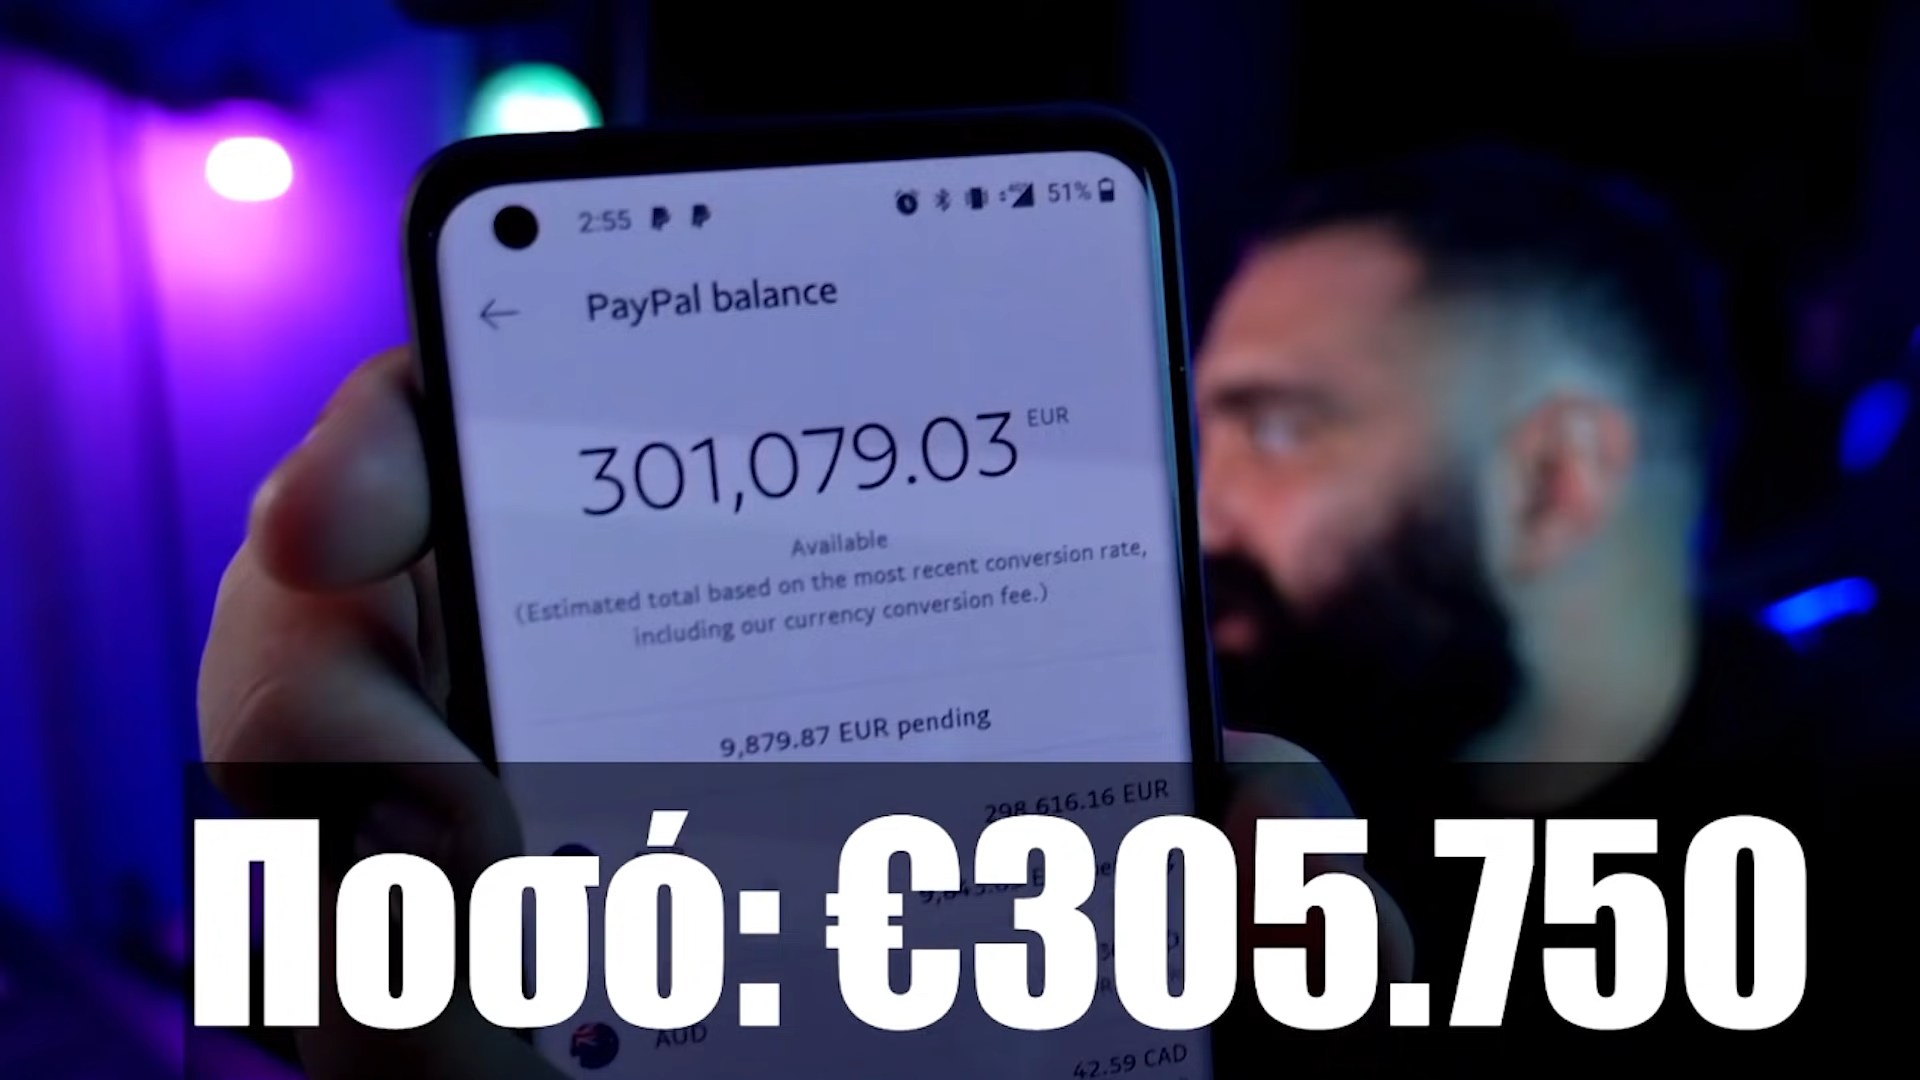 2:55
51%
PayPal balance
301,079.03 EUR
Available
(Estimated total based on the most recent conversion rate,
including our currency conversion fee.)
9,879.87 EUR pending
298,616.16 EUR
Ποσό: €305.750
AUD
42.59 CAD